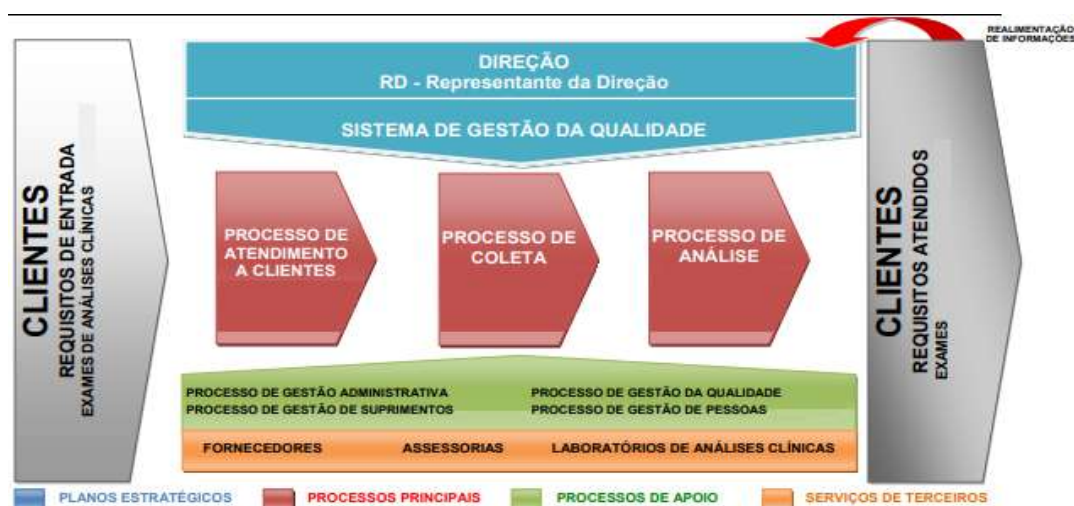 REALIMENTAÇÃO
DE INFORMAÇÕES
CLIENTES
REQUISITOS DE ENTRADA
EXAMES DE ANÁLISES CLÍNICAS
DIREÇÃO
RD - Representante da Direção
SISTEMA DE GESTÃO DA QUALIDADE
PROCESSO DE
ATENDIMENTO
A CLIENTES
PROCESSO DE
COLETA
PROCESSO DE
ANÁLISE
PROCESSO DE GESTÃO ADMINISTRATIVA
PROCESSO DE GESTÃO DE SUPRIMENTOS
PROCESSO DE GESTÃO DA QUALIDADE
PROCESSO DE GESTÃO DE PESSOAS
FORNECEDORES
ASSESSORIAS
LABORATÓRIOS DE ANÁLISES CLÍNICAS
CLIENTES
REQUISITOS ATENDIDOS
EXAMES
PLANOS ESTRATÉGICOS
PROCESSOS PRINCIPAIS
PROCESSOS DE APOIO
SERVIÇOS DE TERCEIROS